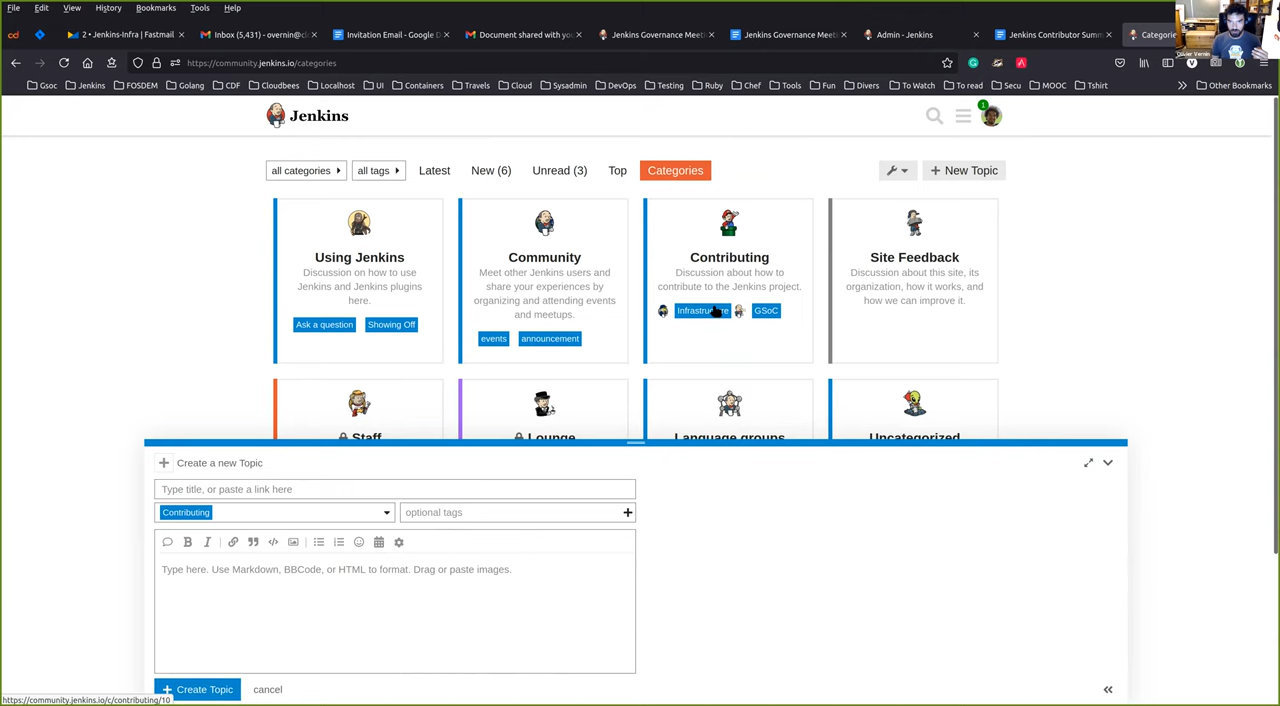 File Edit View History Bookmarks Tools Help
2 • Jenkins-Infra | Fastmail
Inbox (5,431) - overnin@cl
Invitation Email - Google D
Document shared with you
Jenkins Governance Meeti
Jenkins Governance Meeti
Admin - Jenkins
Jenkins Contributor Summ
Categorie
https://community.jenkins.io/categories
Gsoc Jenkins FOSDEM Golang CDF Cloudbees Localhost UI Containers Travels Cloud Sysadmin DevOps Testing Ruby Chef Tools Fun Divers To Watch To read Secu MOOC Tshirt Other Bookmarks
Jenkins
1
all categories all tags Latest New (6) Unread (3) Top Categories New Topic
Using Jenkins
Discussion on how to use
Jenkins and Jenkins plugins
here.
Ask a question Showing Off
Community
Meet other Jenkins users and
share your experiences by
organizing and attending events
and meetups.
events announcement
Contributing
Discussion about how to
contribute to the Jenkins project.
Infrastructure GSoC
Site Feedback
Discussion about this site, its
organization, how it works, and
how we can improve it.
Staff Lounge Language groups Uncategorized
Create a new Topic
Type title, or paste a link here
Contributing optional tags
Type here. Use Markdown, BBCode, or HTML to format. Drag or paste images.
Create Topic cancel
https://community.jenkins.io/c/contributing/10